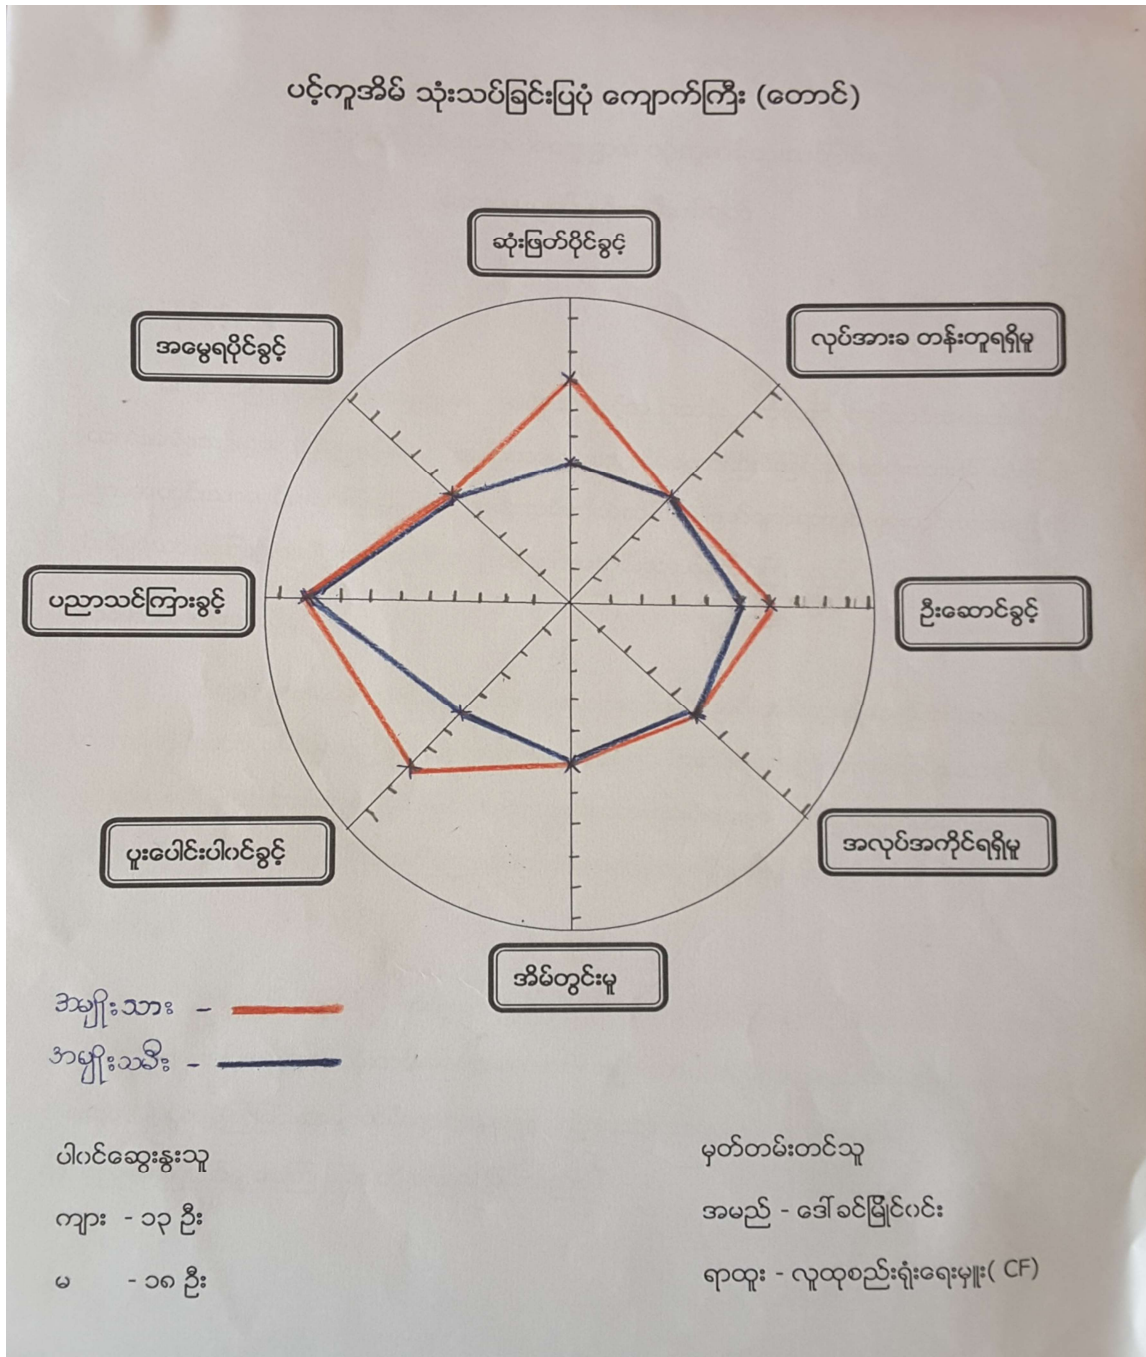 ပင့်ကူအိမ် သုံးသပ်ခြင်းပြပုံ ကျောက်ကြီး (တောင်)
ဆုံးဖြတ်ပိုင်ခွင့်
လုပ်အားခ တန်းတူရရှိမှု
အမွေရပိုင်ခွင့်
ပညာသင်ကြားခွင့်
ဦးဆောင်ခွင့်
ပူးပေါင်းပါဝင်ခွင့်
အလုပ်အကိုင်ရရှိမှု
အိမ်တွင်းမှု
အမျိုးသား -
အမျိုးသမီး -
ပါဝင်ဆွေးနွေးသူ
ကျား - ၁၃ ဦး
မ - ၁၈ ဦး
မှတ်တမ်းတင်သူ
အမည် - ဒေါ်ခင်မြိုင်ဝင်း
ရာထူး - လူထုစည်းရုံးရေးမှူး( CF)